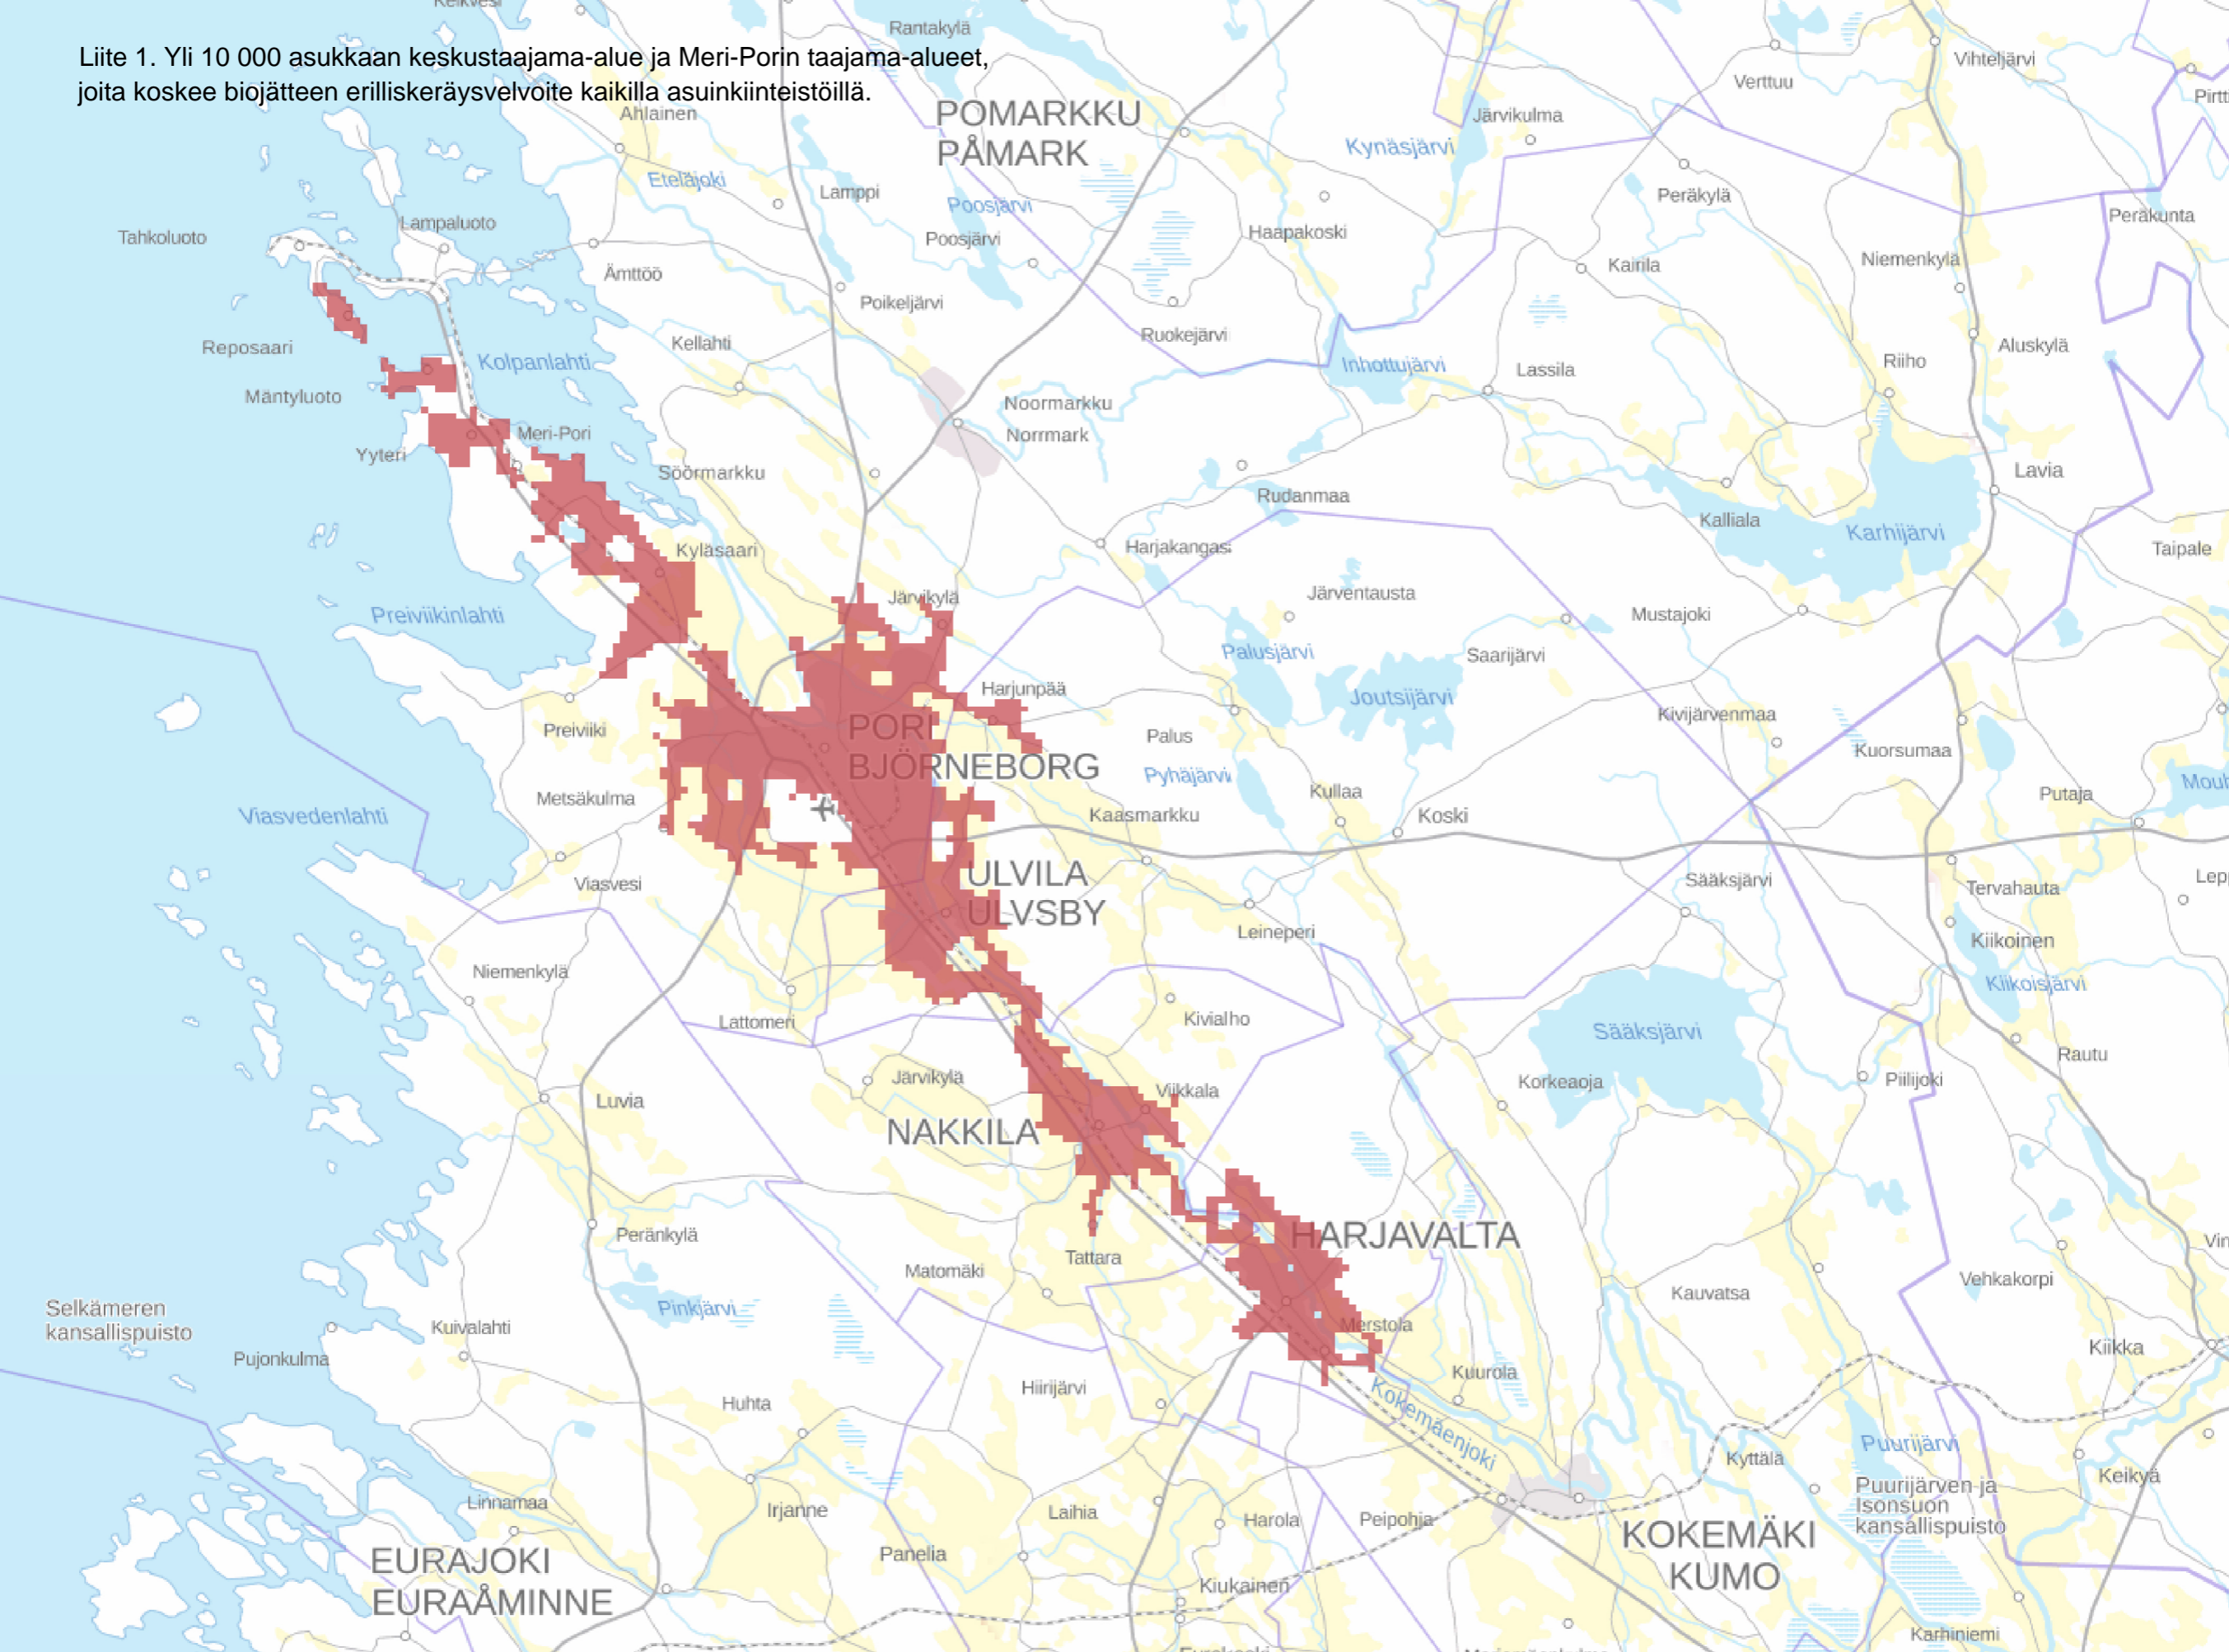 Kelkvesi
Rantakylä
Liite 1. Yli 10 000 asukkaan keskustaajama-alue ja Meri-Porin taajama-alueet,
joita koskee biojätteen erilliskeräysvelvoite kaikilla asuinkiinteistöillä.
Vihteljärvi
Verttuu
Pirtt
Ahlainen
POMARKKU
PÅMARK
Järvikulma
Kynäsjärvi
Eteläjoki
Lamppi
Poosjärvi
Peräkylä
Peräkunta
Tahkoluoto
Lampaluoto
Poosjärvi
Haapakoski
Niemenkylä
Kairila
Ämttöö
Poikeljärvi
Reposaari
Kellahti
Ruokejärvi
Aluskylä
Kolpanlahti
Inhottujärvi
Lassila
Riiho
Mäntyluoto
Noormarkku
Norrmark
Meri-Pori
Yyteri
Söörmarkku
Lavia
Rudanmaa
Kalliala
Karhijärvi
Kyläsaari
Harjakangas
Taipale
Järvikylä
Järventausta
Preiviikinlahti
Mustajoki
Palusjärvi
Saarijärvi
Harjunpää
Joutsijärvi
Preiviiki
PORI
BJÖRNEBORG
Palus
Kivijärvenmaa
Kuorsumaa
Pyhäjärvi
Metsäkulma
Kullaa
Putaja
Mouh
Viasvedenlahti
Kaasmarkku
Koski
Viasvesi
ULVILA
ULVSBY
Sääksjärvi
Tervahauta
Lep
Leineperi
Kiikoinen
Niemenkylä
Kiikoisjärvi
Lattomeri
Kivialho
Sääksjärvi
Rautu
Järvikylä
Viikkala
Korkeaoja
Piilijoki
Luvia
NAKKILA
Peränkylä
HARJAVALTA
Vin
Tattara
Matomäki
Vehkakorpi
Kauvatsa
Selkämeren
kansallispuisto
Pinkjärvi
Kuivalahti
Merstola
Kiikka
Pujonkulma
Kuurola
Hiirijärvi
Huhta
Kokemäenjoki
Puurijärvi
Kyttälä
Keikyä
Puurijärven ja
Isonsuon
kansallispuisto
Linnamaa
Irjanne
Laihia
Harola
Peipohja
KOKEMÄKI
KUMO
Panelia
EURAJOKI
EURAÅMINNE
Kiukainen
Karhiniemi